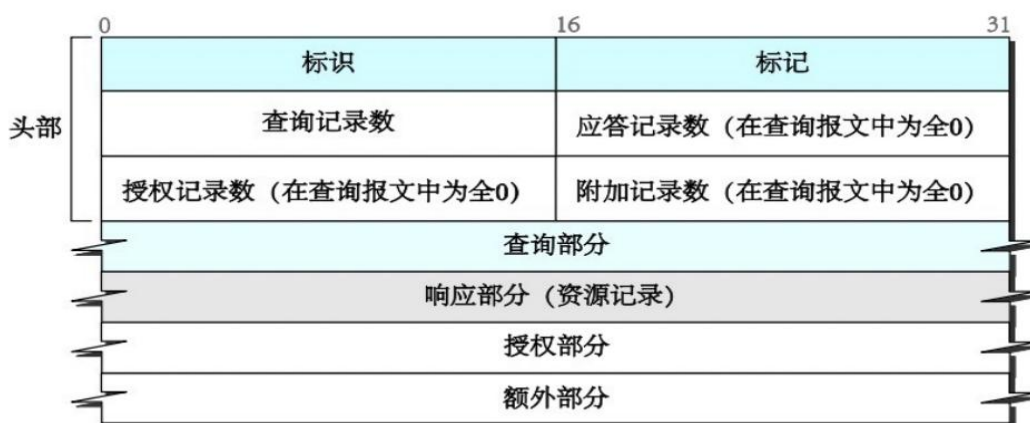 0 16 31
标识 标记
头部 查询记录数 应答记录数（在查询报文中为全0）
授权记录数（在查询报文中为全0） 附加记录数（在查询报文中为全0）
查询部分
响应部分（资源记录）
授权部分
额外部分